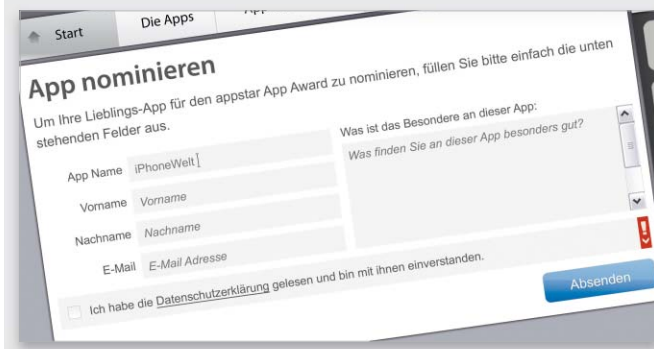 Start
Die Apps
App nominieren
Um Ihre Lieblings-App für den appstar App Award zu nominieren, füllen Sie bitte einfach die unten
stehenden Felder aus.
App Name iPhoneWelt
Vorname Vorname
Nachname Nachname
E-Mail E-Mail Adresse
Was ist das Besondere an dieser App:
Was finden Sie an dieser App besonders gut?
Ich habe die Datenschutzerklärung gelesen und bin mit ihnen einverstanden.
Absenden